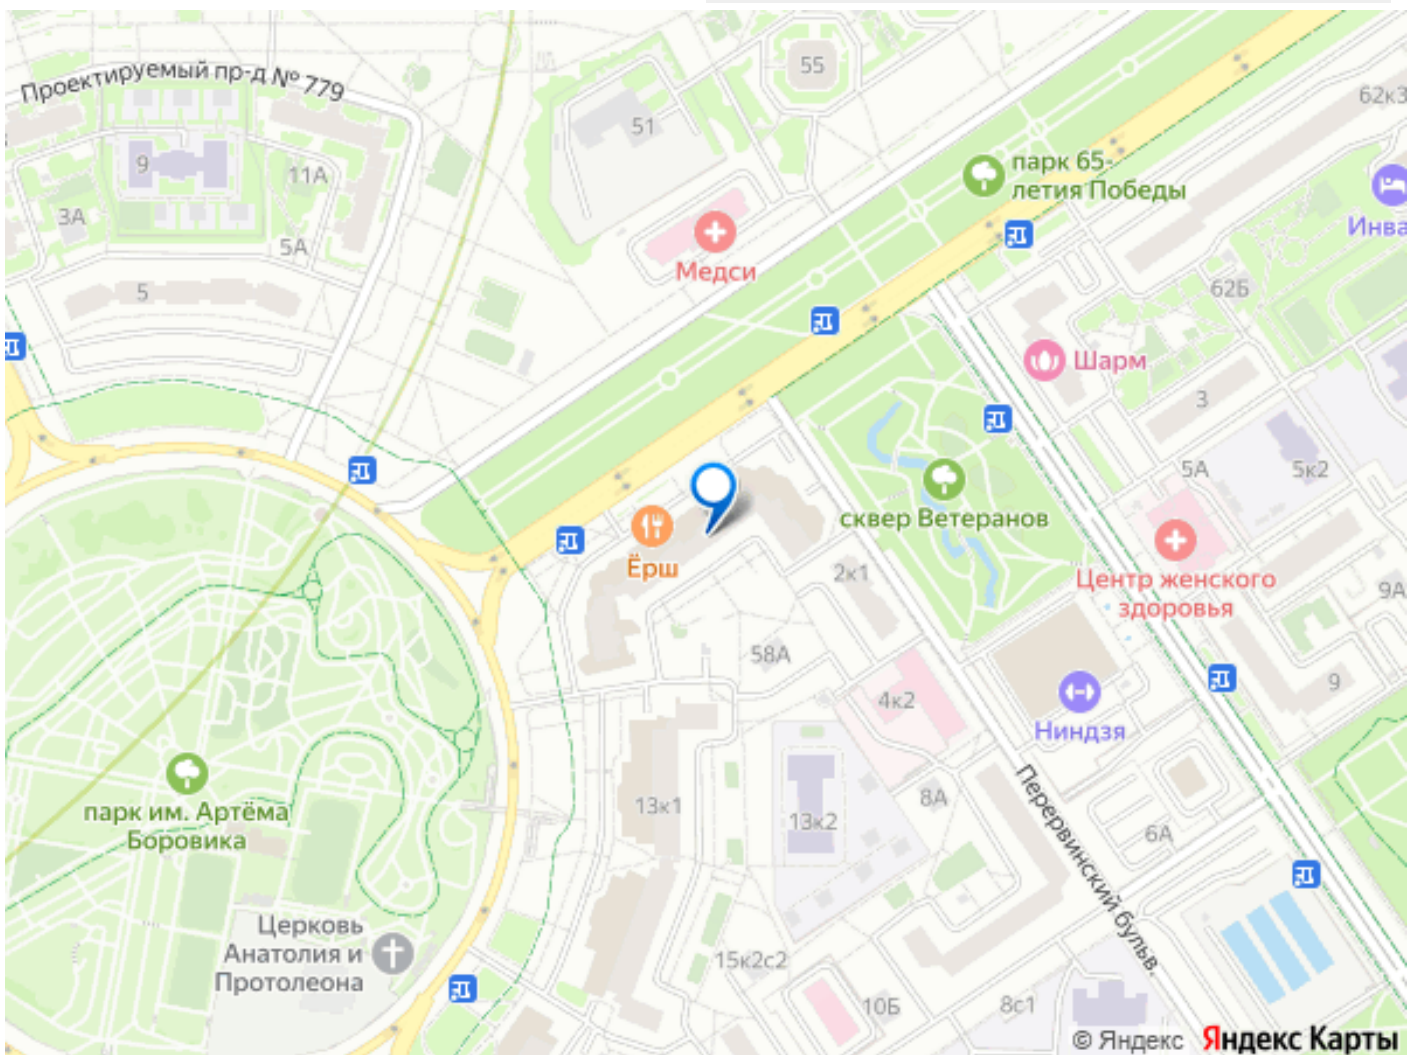 Проектируемый пр-д № 779
55
51
62к3
парк 65-
летия Победы
9
11А
3А
5А
Медси
Инва
5
62Б
Шарм
3
5А
5к2
сквер Ветеранов
Ёрш
2к1
Центр женского
здоровья
9А
58А
4к2
9
Ниндзя
парк им. Артёма
Боровика
13к1
13к2
8А
6А
Перервинский бульв.
Церковь
Анатолия и
Протолеона
15к2с2
10Б
8с1
© Яндекс Яндекс Карты